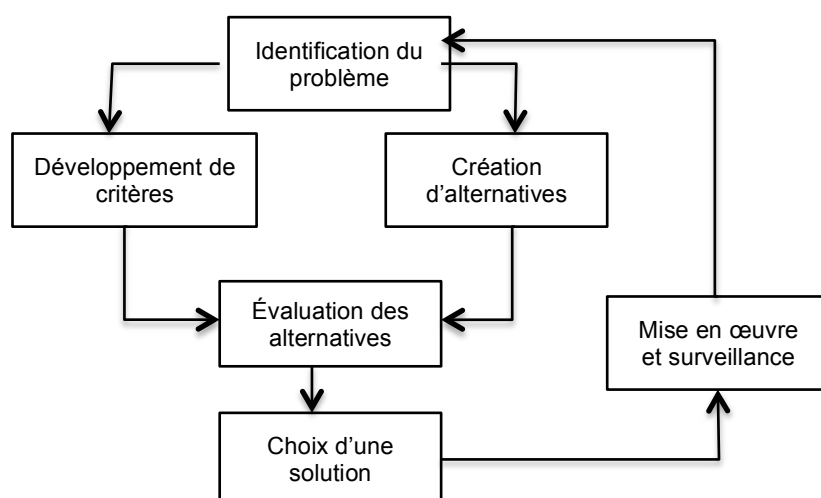 Identification du
problème
Développement de
critères
Création
d'alternatives
Évaluation des
alternatives
Mise en œuvre
et surveillance
Choix d'une
solution